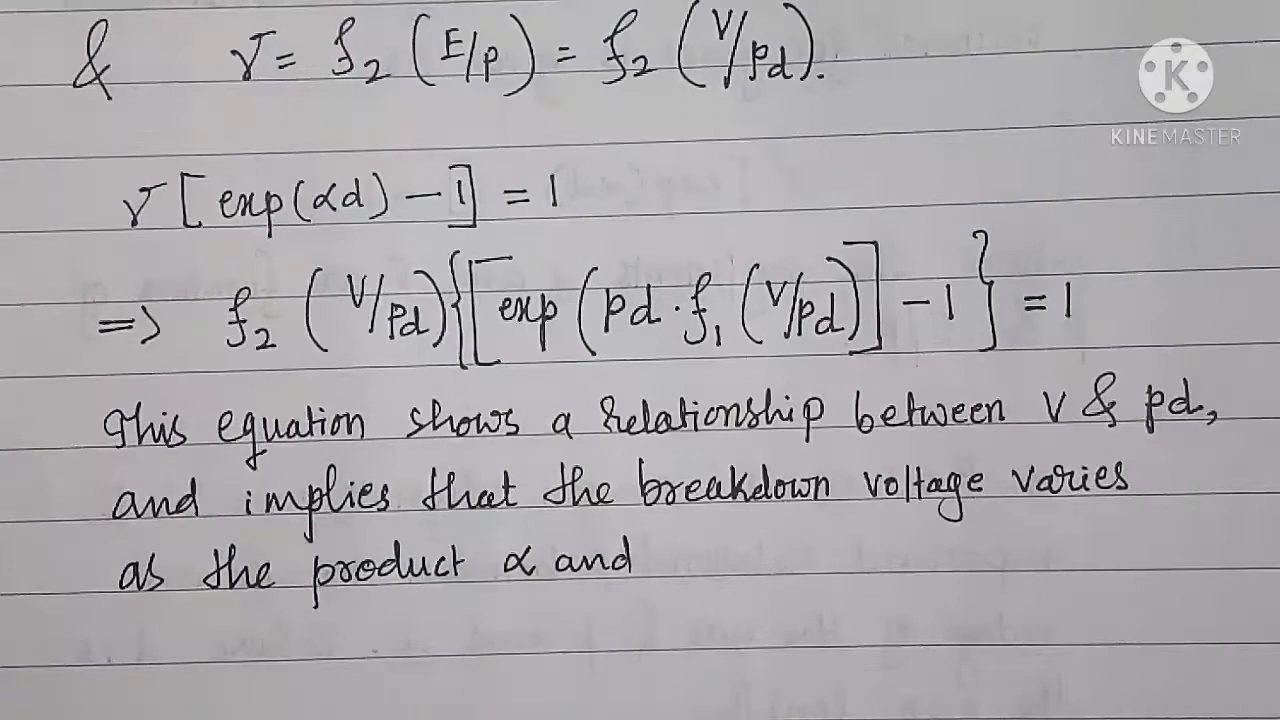 & γ = f₂ (E/p) = f₂ (V/pd).
K
KINEMASTER
γ [exp(αd) – 1] = 1
=> f₂ (V/pd) {[exp (pd · f₁ (V/pd)] – 1} = 1
This equation shows a relationship between V & pd,
and implies that the breakdown voltage varies
as the product α and